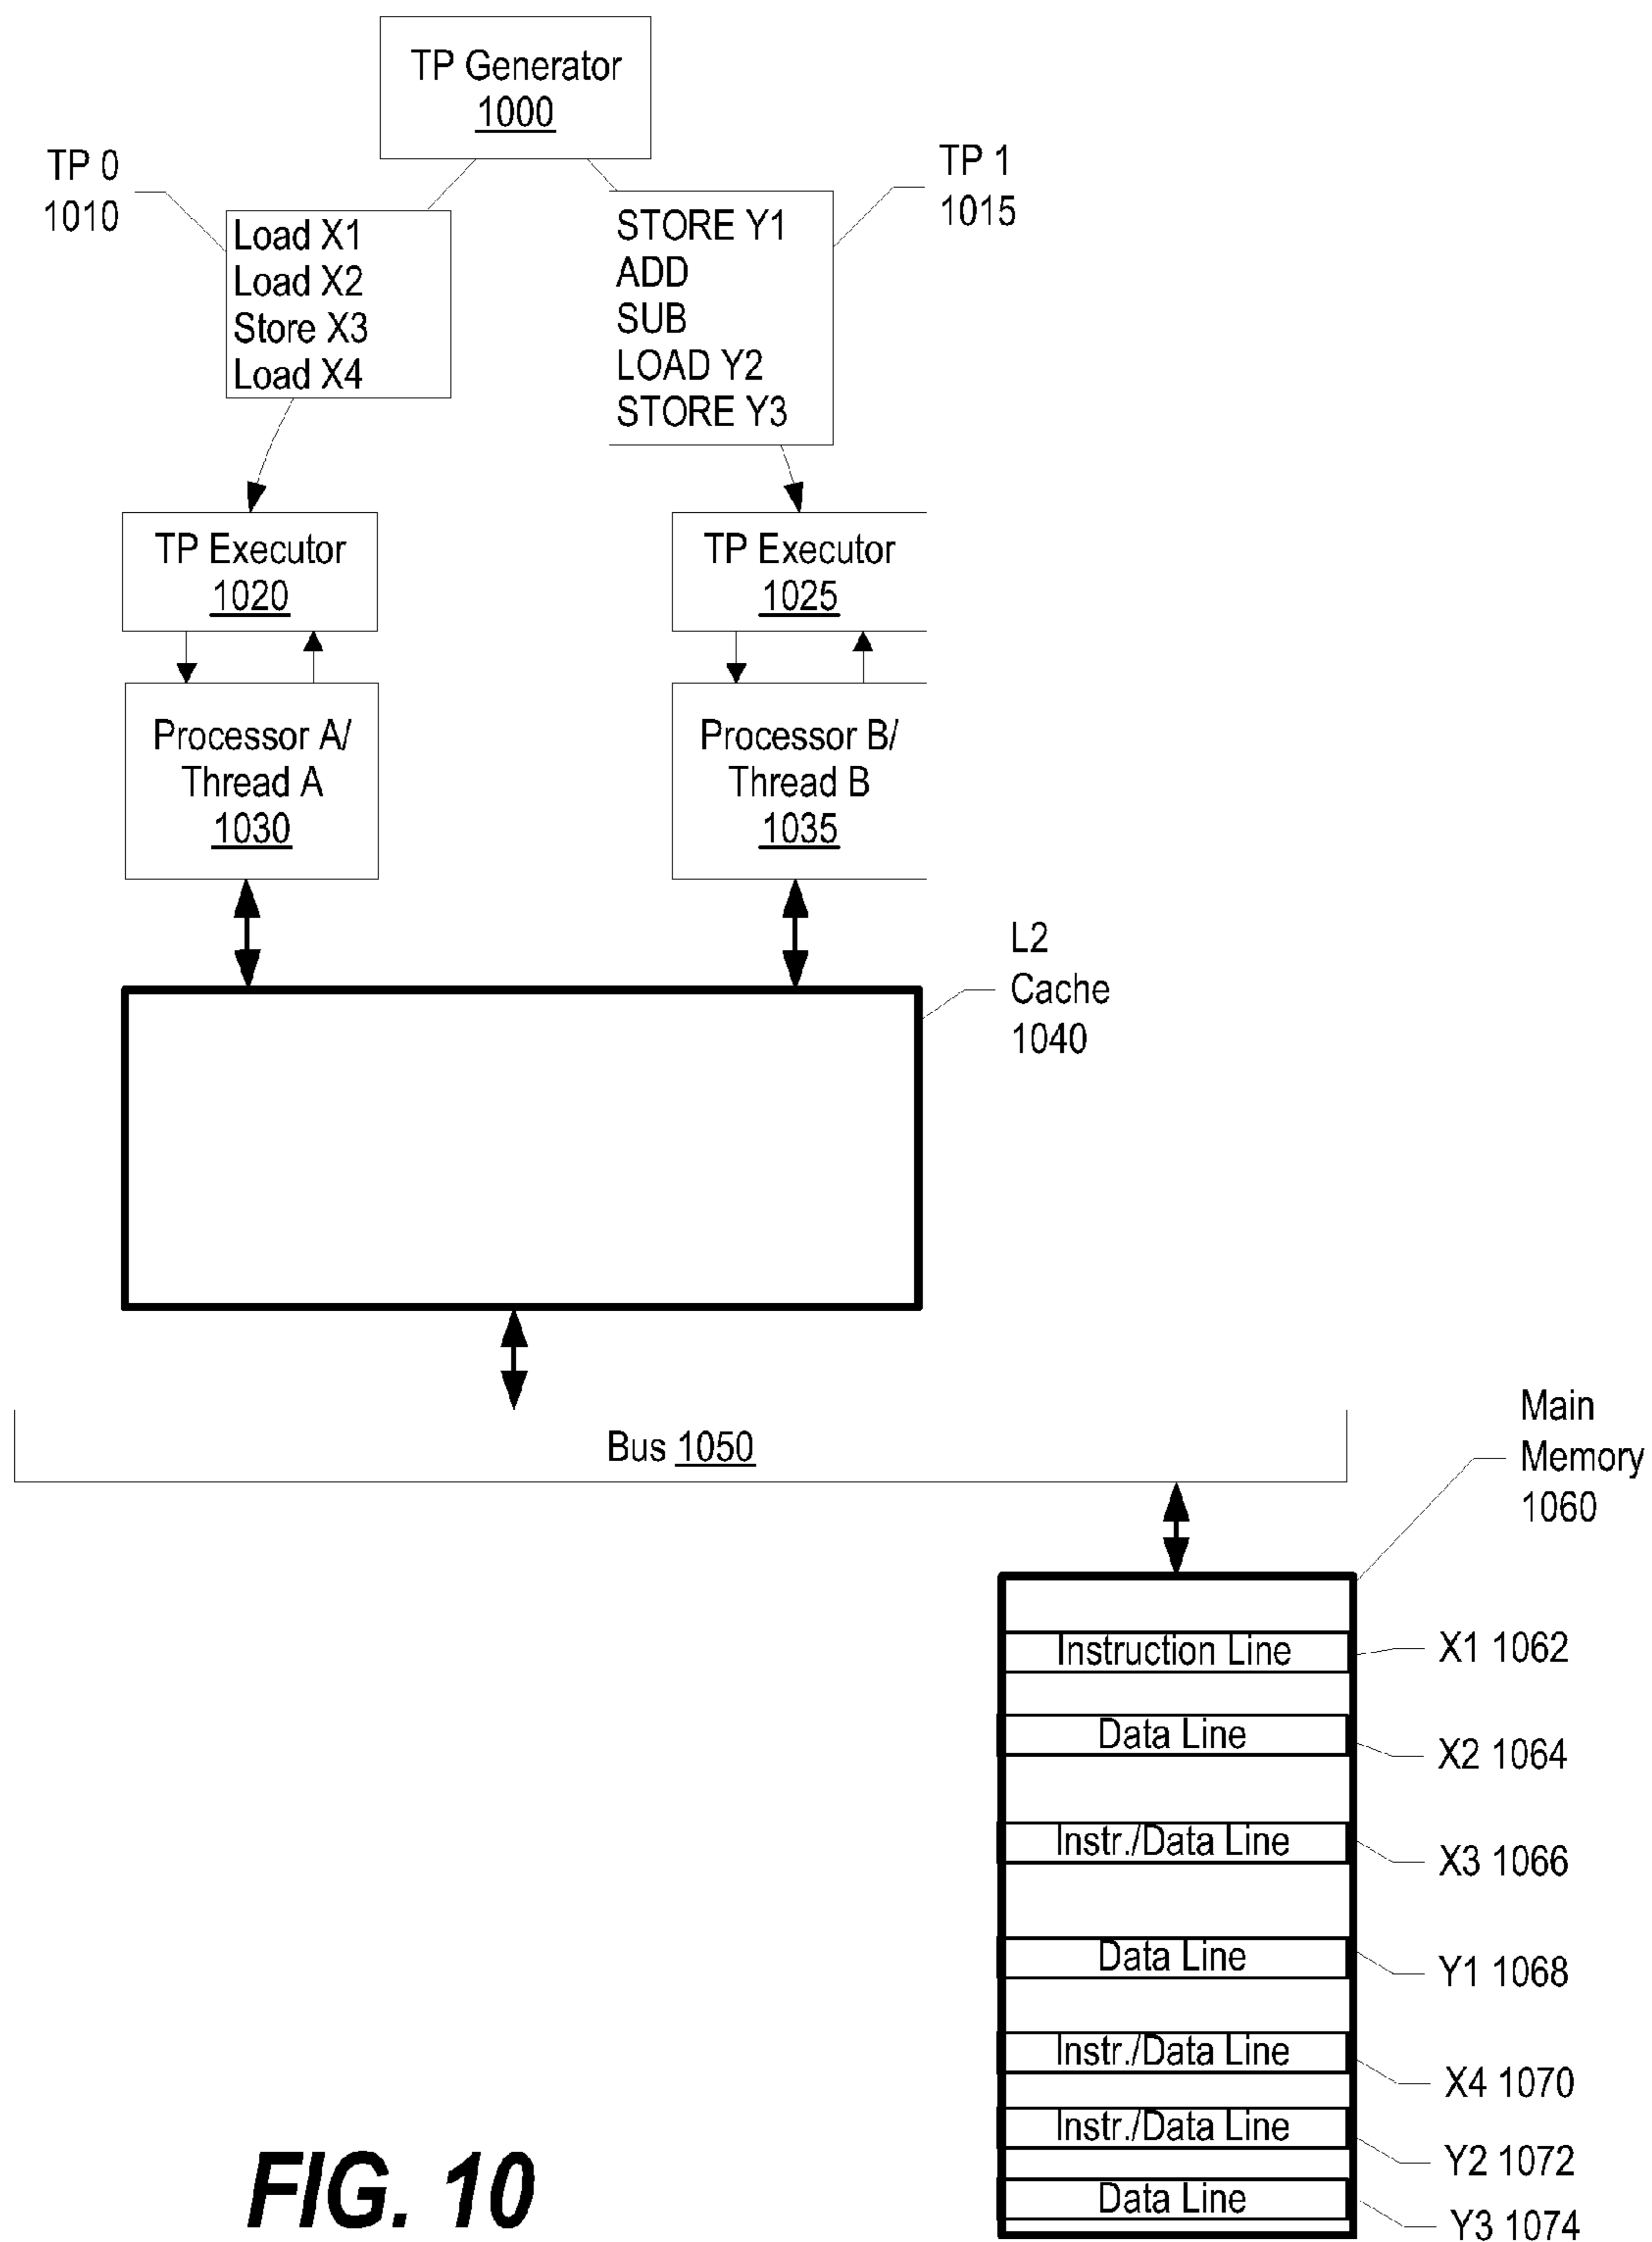 TP Generator
1000
TP 0
1010
TP 1
1015
Load X1
Load X2
Store X3
Load X4
STORE Y1
ADD
SUB
LOAD Y2
STORE Y3
TP Executor
1020
TP Executor
1025
Processor A/
Thread A
1030
Processor B/
Thread B
1035
L2
Cache
1040
Bus 1050
Main
Memory
1060
Instruction Line
X1 1062
Data Line
X2 1064
Instr./Data Line
X3 1066
Data Line
Y1 1068
Instr./Data Line
X4 1070
Instr./Data Line
Y2 1072
Data Line
Y3 1074
FIG. 10